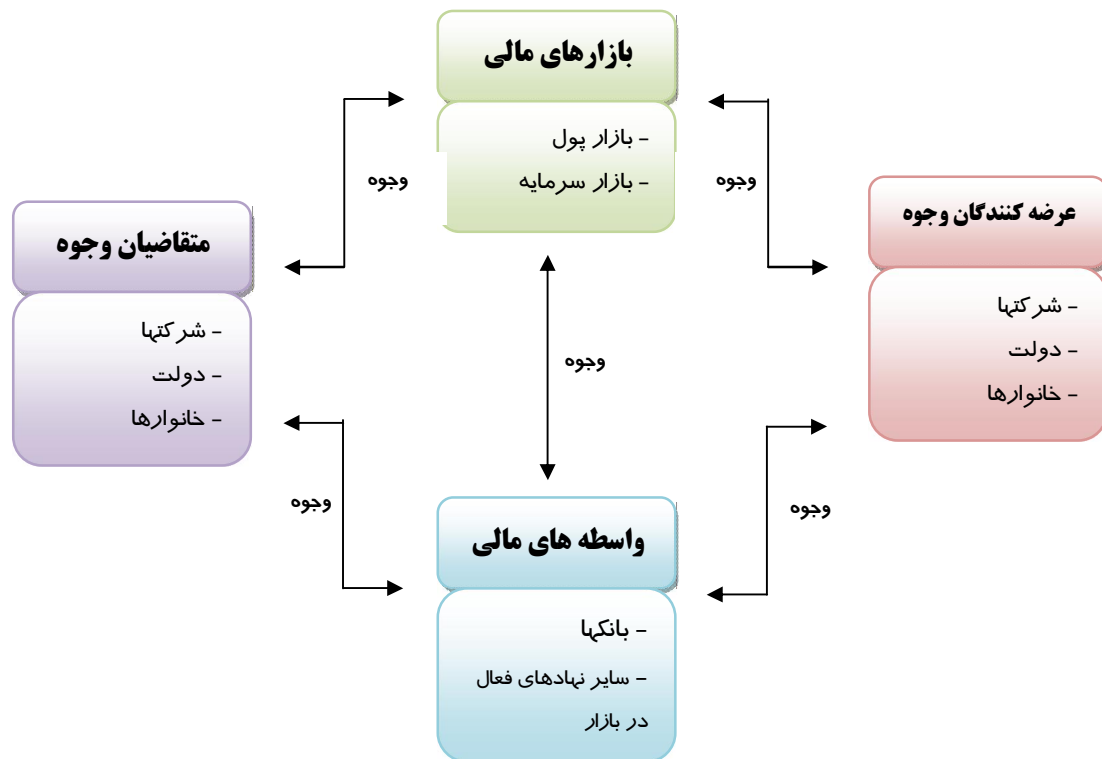 بازارهای مالی
- بازار پول
- بازار سرمایه
وجوه
وجوه
عرضه کنندگان وجوه
- شرکتها
- دولت
- خانوارها
متقاضیان وجوه
- شرکتها
- دولت
- خانوارها
وجوه
وجوه
وجوه
واسطه های مالی
- بانکها
- سایر نهادهای فعال
در بازار